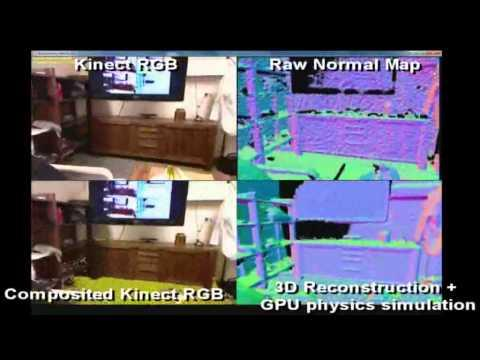 Kinect RGB
Raw Normal Map
Composited Kinect RGB
3D Reconstruction +
GPU physics simulation